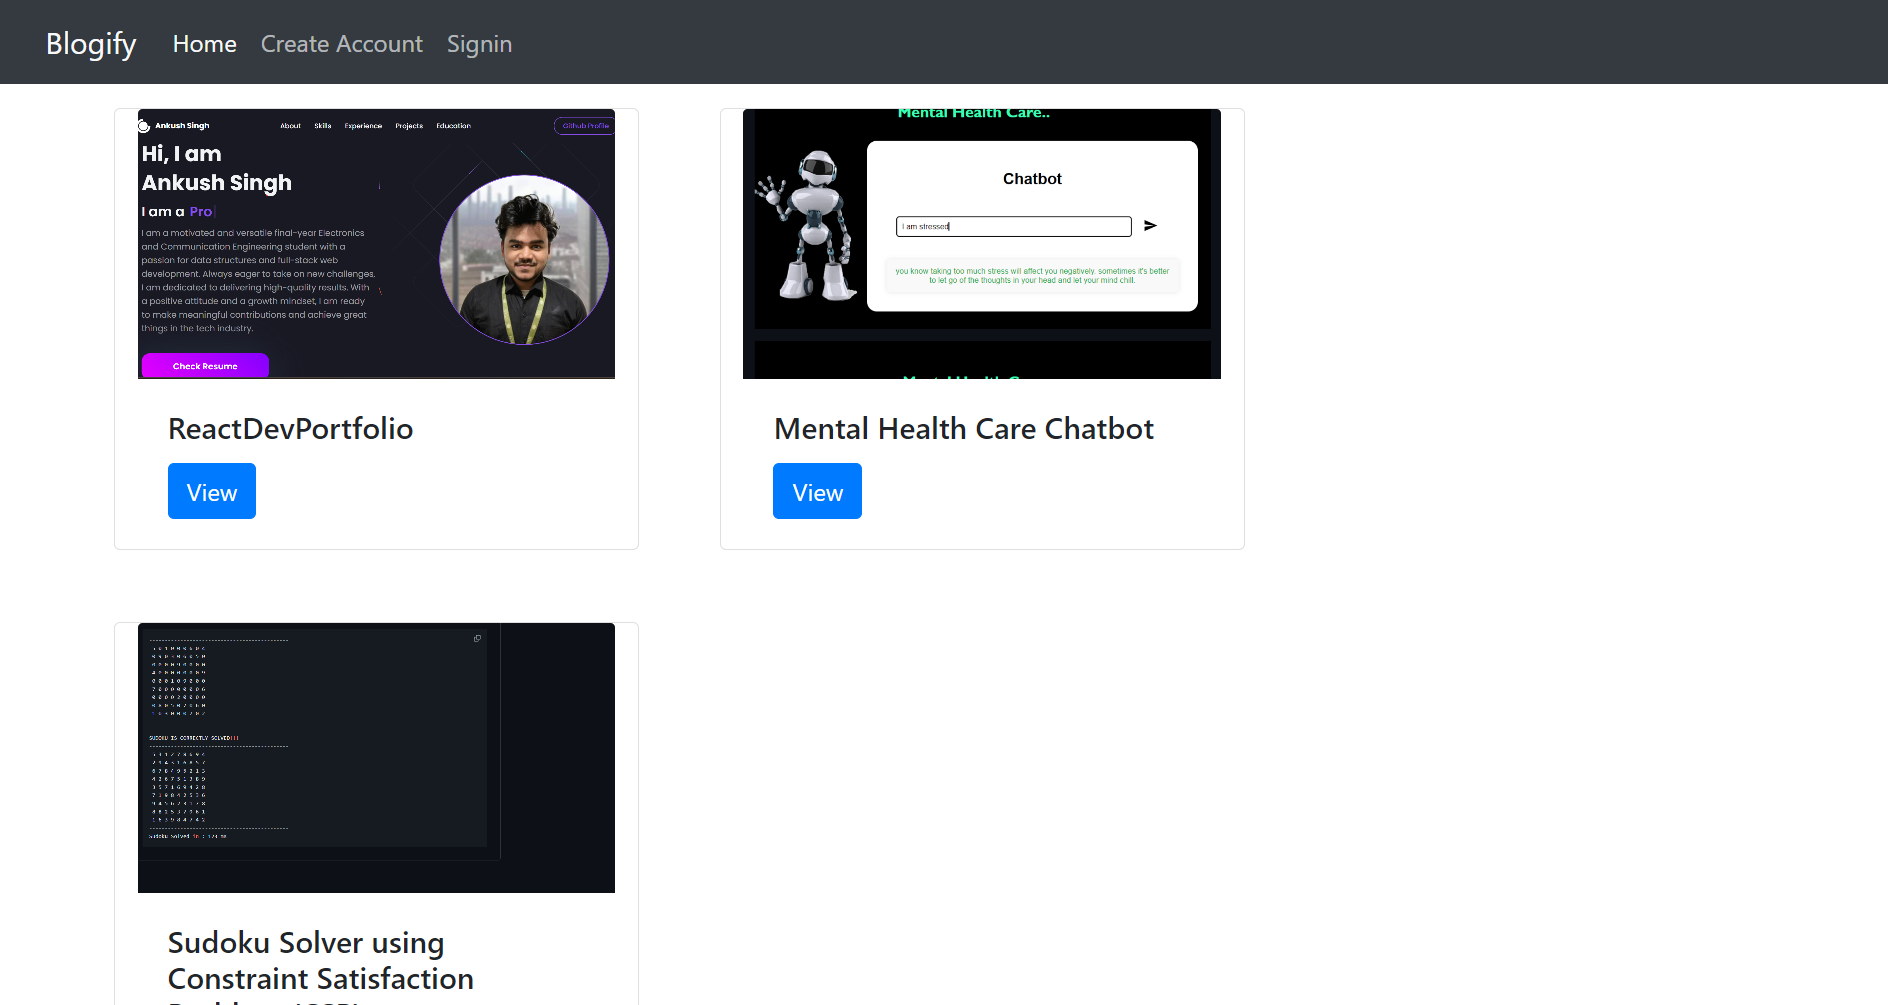 Blogify Home Create Account Signin
Ankush Singh About Skills Experience Projects Education Github Profile
Hi, I am
Ankush Singh
I am a Pro
I am a motivated and versatile final-year Electronics
and Communication Engineering student with a
passion for data structures and full-stack web
development. Always eager to take on new challenges,
I am dedicated to delivering high-quality results. With
a positive attitude and a growth mindset, I am ready
to make meaningful contributions and achieve great
things in the tech industry.
Check Resume
ReactDevPortfolio
View
Mental Health Care..
Chatbot
I am stressed
you know taking too much stress will affect you negatively. sometimes it's better
to let go of the thoughts in your head and let your mind chill.
Mental Health Care Chatbot
View
SUDOKU IS CORRECTLY SOLVED!!!
Sudoku Solved in :
Sudoku Solver using
Constraint Satisfaction